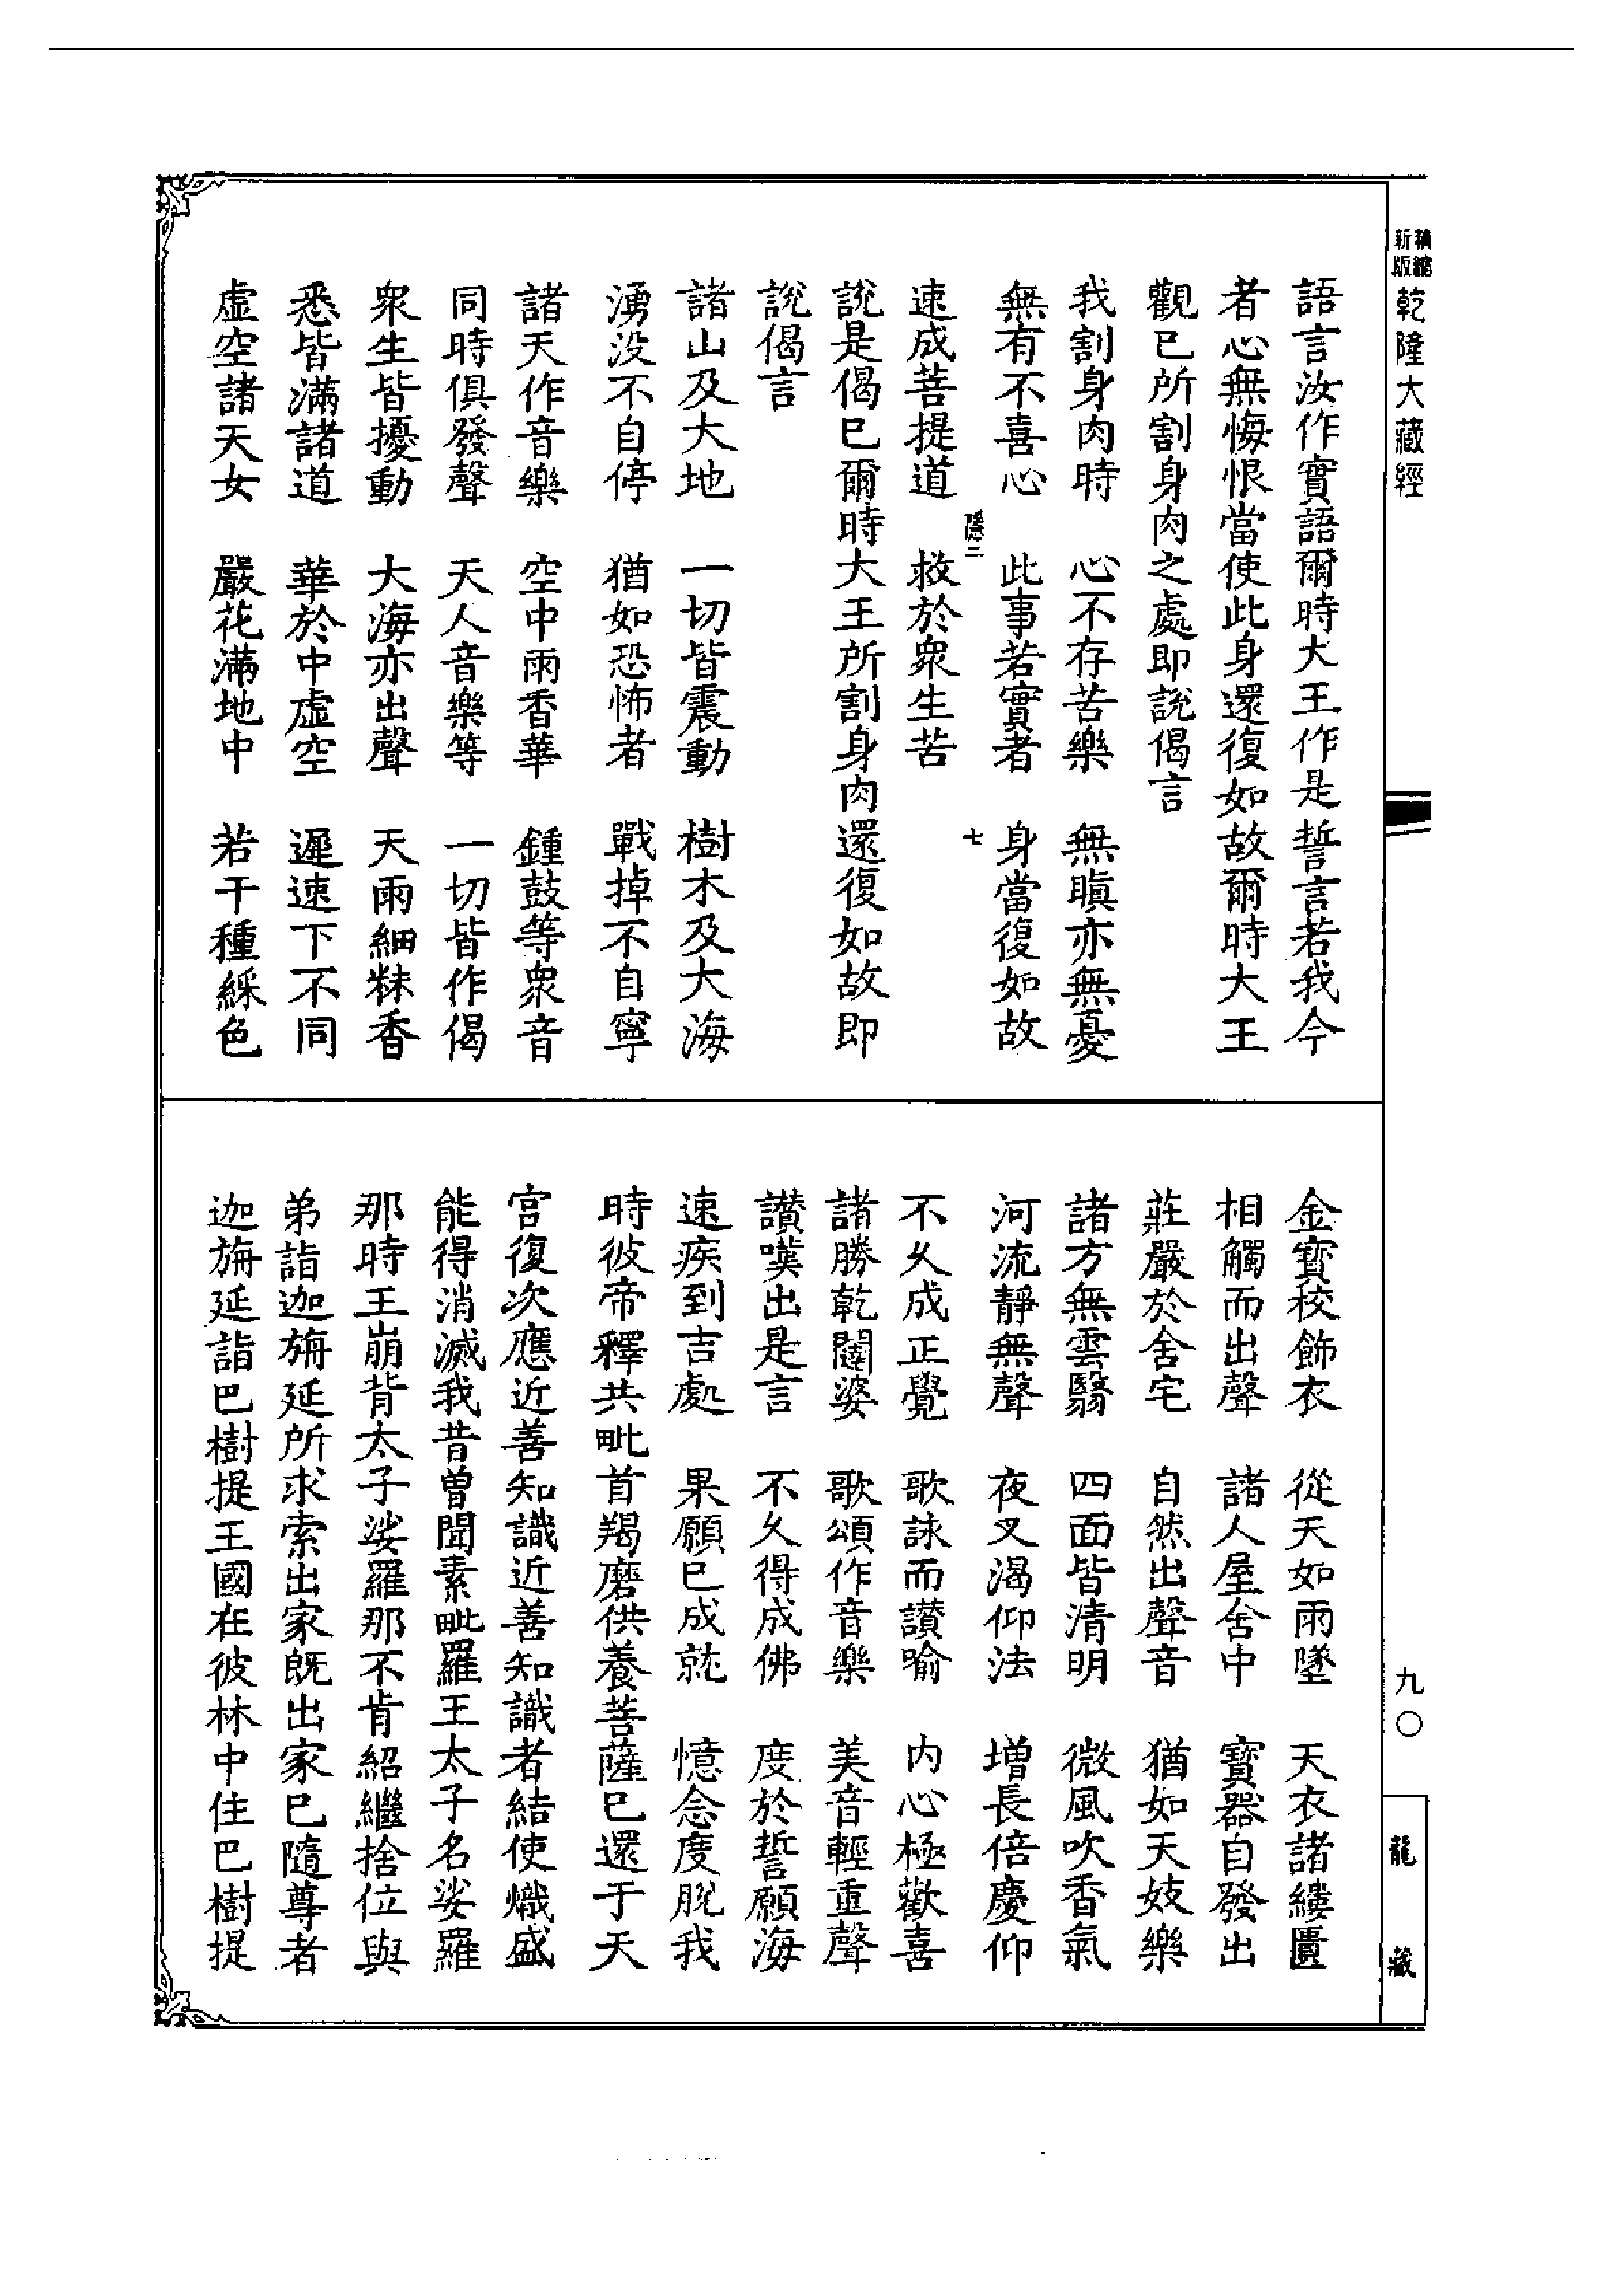 新版精縮
乾隆大藏經
語言汝作實語爾時大王作是誓言若我今
者心無悔恨當使此身還復如故爾時大王
觀已所割身肉之處即說偈言
我割身肉時　心不存苦樂　無瞋亦無憂
無有不喜心　此事若實者　身當復如故
隱三　七
速成菩提道　救於衆生苦
說是偈已爾時大王所割身肉還復如故即
說偈言
諸山及大地　一切皆震動　樹木及大海
湧没不自停　猶如恐怖者　戰掉不自寧
諸天作音樂　空中雨香華　鍾鼓等衆音
同時俱發聲　天人音樂等　一切皆作偈
衆生皆擾動　大海亦出聲　天雨細粖香
悉皆滿諸道　華於中虛空　遲速下不同
虛空諸天女　嚴花滿地中　若干種綵色
金寶校飾衣　從天如雨墜　天衣諸縷匱
相觸而出聲　諸人屋舍中　寶器自發出
莊嚴於舍宅　自然出聲音　猶如天妓樂
諸方無雲翳　四面皆清明　微風吹香氣
河流靜無聲　夜叉渴仰法　增長倍慶仰
不久成正覺　歌詠而讃喻　内心極歡喜
諸勝乾闥婆　歌頌作音樂　美音輕重聲
讃嘆出是言　不久得成佛　度於誓願海
速疾到吉處　果願已成就　憶念度脫我
時彼帝釋共毗首羯磨供養菩薩已還于天
宮復次應近善知識近善知識者結使熾盛
能得消滅我昔曾聞素毗羅王太子名娑羅
那時王崩背太子娑羅那不肯紹繼捨位與
弟詣迦旃延所求索出家既出家已隨尊者
迦旃延詣巴樹提王國在彼林中住巴樹提
九〇
龍藏